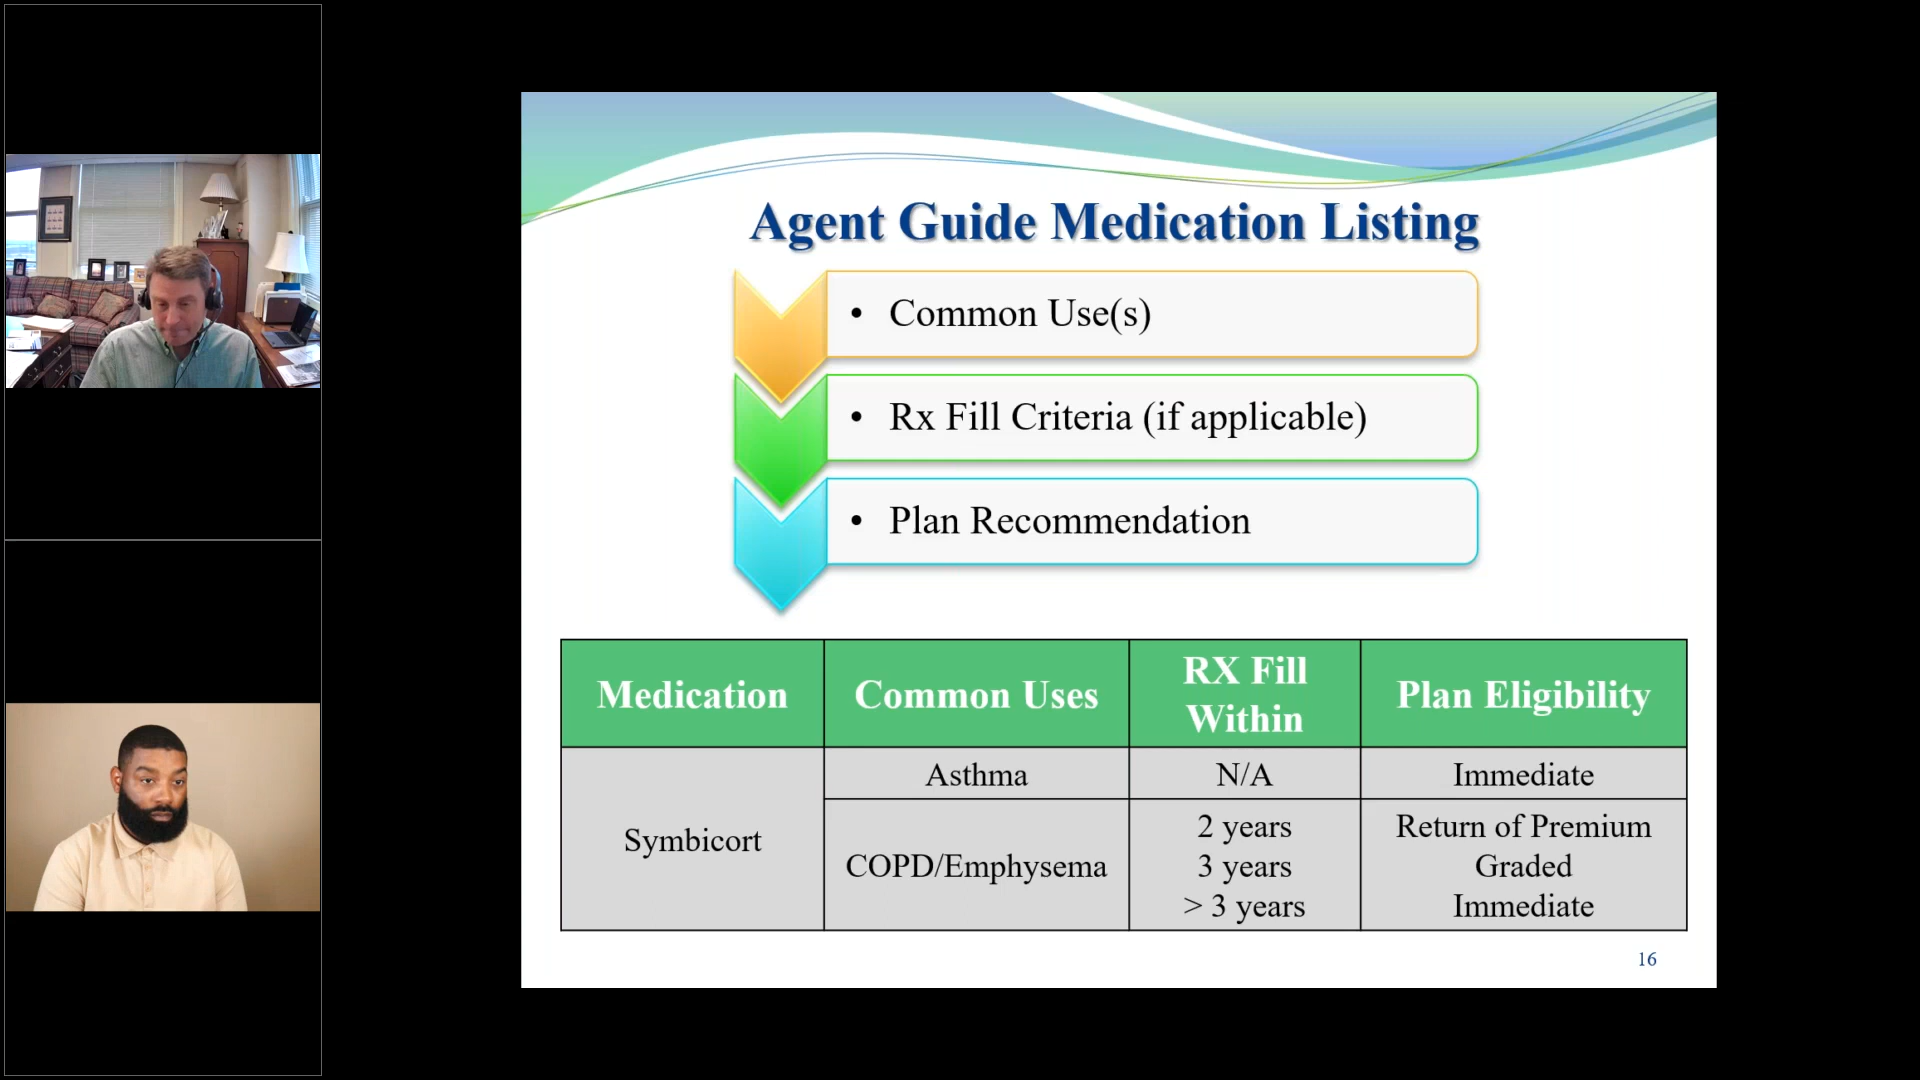 Agent Guide Medication Listing
• Common Use(s)
• Rx Fill Criteria (if applicable)
• Plan Recommendation
Medication
Common Uses
RX Fill
Within
Plan Eligibility
Symbicort
Asthma
N/A
Immediate
COPD/Emphysema
2 years
3 years
> 3 years
Return of Premium
Graded
Immediate
16